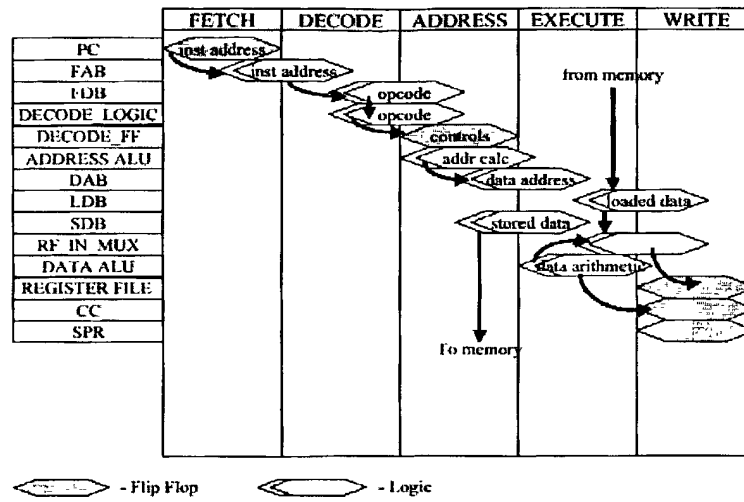 FETCH DECODE ADDRESS EXECUTE WRITE
PC inst address
FAB inst address from memory
FDB opcode
DECODE_LOGIC opcode
DECODE_FF controls
ADDRESS ALU addr calc
DAB data address
LDB loaded data
SDB stored data
RF_IN_MUX
DATA ALU data arithmetic
REGISTER FILE
CC
SPR
To memory
- Flip Flop - Logic